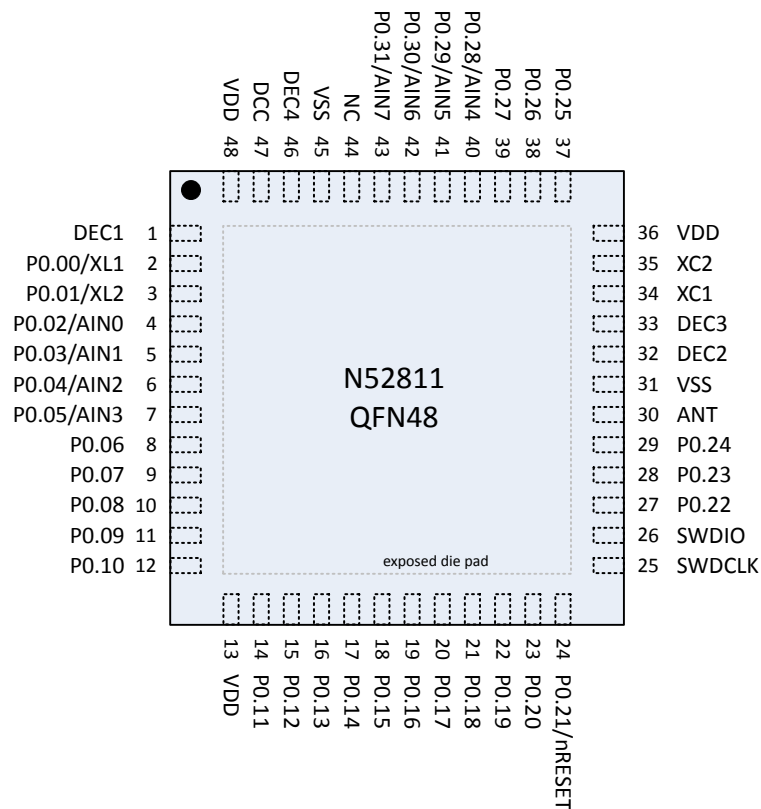 VDD 48
DCC 47
DEC4 46
VSS 45
NC 44
P0.31/AIN7 43
P0.30/AIN6 42
P0.29/AIN5 41
P0.28/AIN4 40
P0.27 39
P0.26 38
P0.25 37
DEC1 1
P0.00/XL1 2
P0.01/XL2 3
P0.02/AIN0 4
P0.03/AIN1 5
P0.04/AIN2 6
P0.05/AIN3 7
P0.06 8
P0.07 9
P0.08 10
P0.09 11
P0.10 12
N52811
QFN48
exposed die pad
36 VDD
35 XC2
34 XC1
33 DEC3
32 DEC2
31 VSS
30 ANT
29 P0.24
28 P0.23
27 P0.22
26 SWDIO
25 SWDCLK
13 VDD
14 P0.11
15 P0.12
16 P0.13
17 P0.14
18 P0.15
19 P0.16
20 P0.17
21 P0.18
22 P0.19
23 P0.20
24 P0.21/nRESET